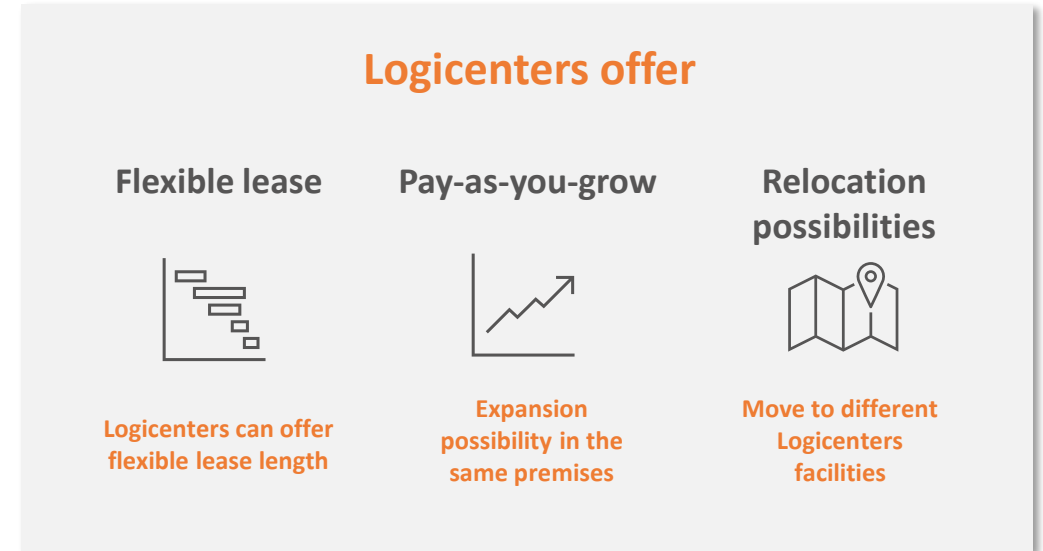 Logicenters offer
Flexible lease
Pay-as-you-grow
Relocation
possibilities
Logicenters can offer
flexible lease length
Expansion
possibility in the
same premises
Move to different
Logicenters
facilities